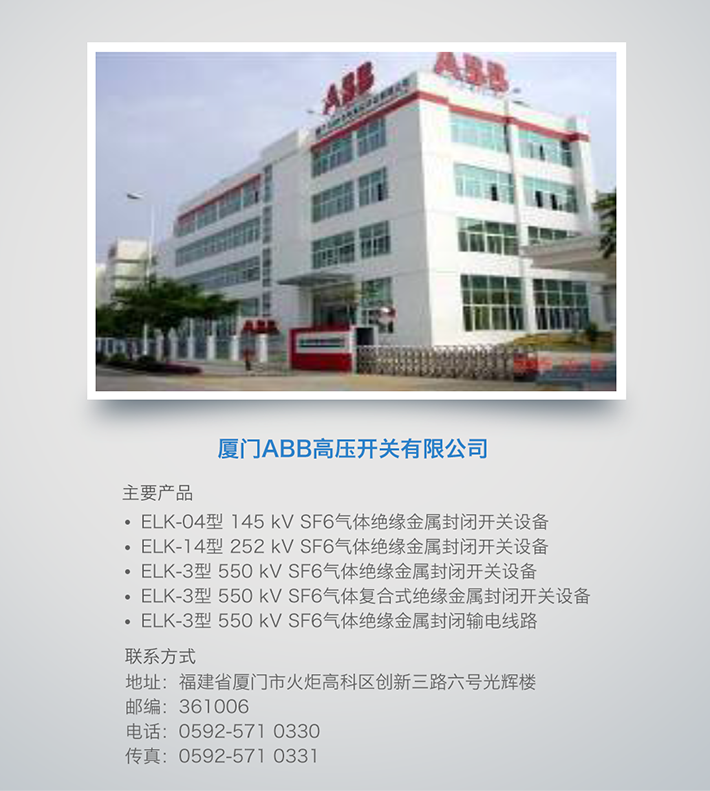 ABB
ABB
ABB
厦门ABB高压开关有限公司
主要产品
• ELK-04型 145 kV SF6气体绝缘金属封闭开关设备
• ELK-14型 252 kV SF6气体绝缘金属封闭开关设备
• ELK-3型 550 kV SF6气体绝缘金属封闭开关设备
• ELK-3型 550 kV SF6气体复合式绝缘金属封闭开关设备
• ELK-3型 550 kV SF6气体绝缘金属封闭输电线路
联系方式
地址：福建省厦门市火炬高科区创新三路六号光辉楼
邮编：361006
电话：0592-571 0330
传真：0592-571 0331